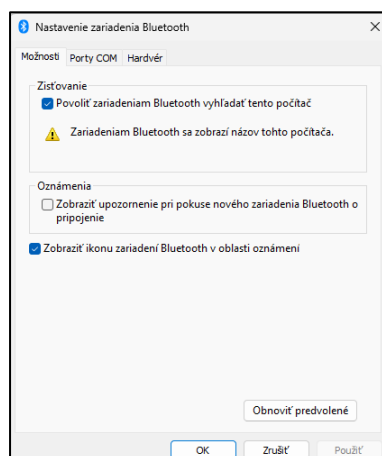 Nastavenie zariadenia Bluetooth
Možnosti Porty COM Hardvér
Zisťovanie
Povoliť zariadeniam Bluetooth vyhľadať tento počítač
Zariadeniam Bluetooth sa zobrazí názov tohto počítača.
Oznámenia
Zobraziť upozornenie pri pokuse nového zariadenia Bluetooth o
pripojenie
Zobraziť ikonu zariadení Bluetooth v oblasti oznámení
Obnoviť predvolené
OK Zrušiť Použiť